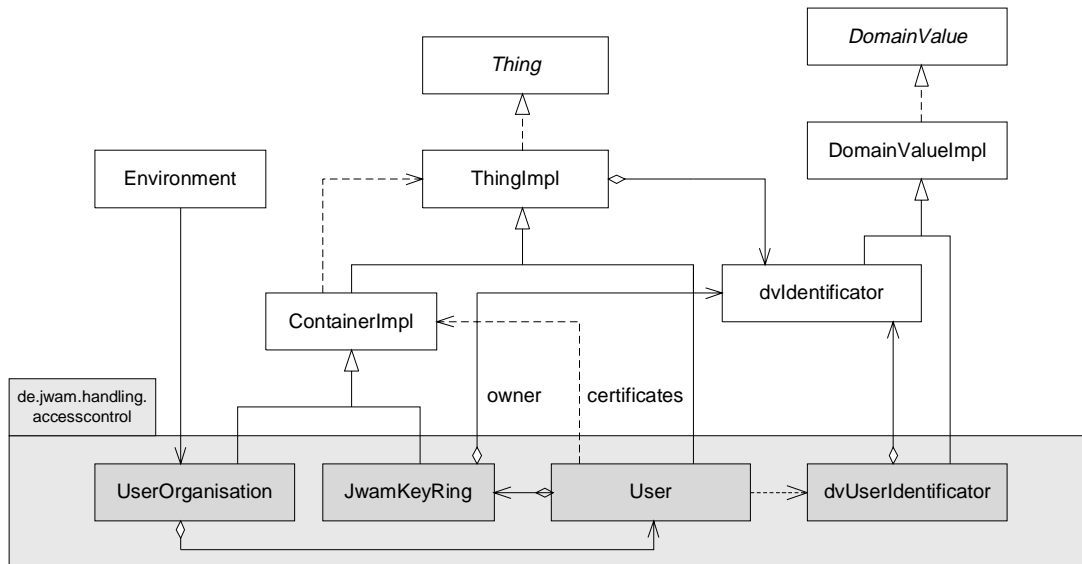 DomainValue
Thing
DomainValueImpl
Environment
ThingImpl
dvIdentificator
ContainerImpl
de.jwam.handling.
accesscontrol
owner
certificates
UserOrganisation
JwamKeyRing
User
dvUserIdentificator